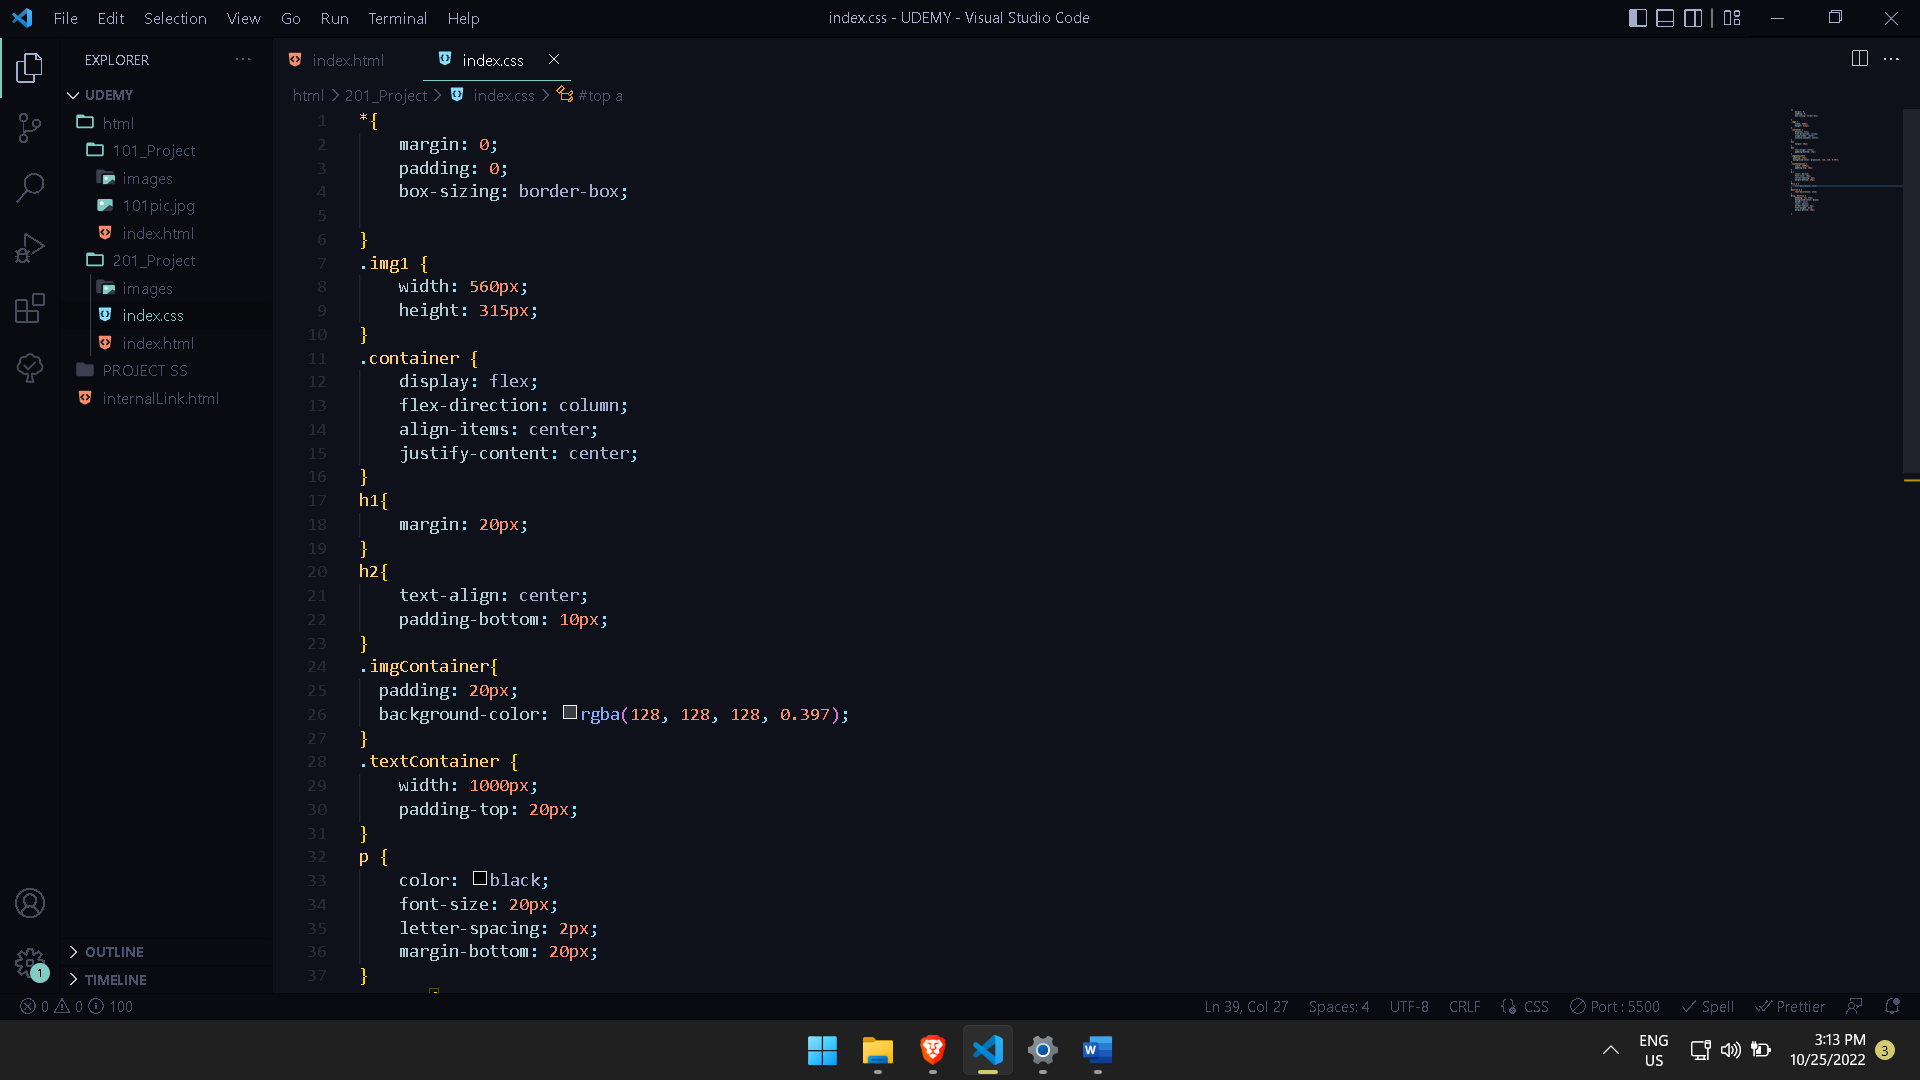 File Edit Selection View Go Run Terminal Help
index.css - UDEMY - Visual Studio Code
EXPLORER
UDEMY
html
101_Project
images
101pic.jpg
index.html
201_Project
images
index.css
index.html
PROJECT SS
internalLink.html
OUTLINE
TIMELINE
index.html index.css
html 201_Project index.css #top a
1 *{
2 margin: 0;
3 padding: 0;
4 box-sizing: border-box;
5
6 }
7 .img1 {
8 width: 560px;
9 height: 315px;
10 }
11 .container {
12 display: flex;
13 flex-direction: column;
14 align-items: center;
15 justify-content: center;
16 }
17 h1{
18 margin: 20px;
19 }
20 h2{
21 text-align: center;
22 padding-bottom: 10px;
23 }
24 .imgContainer{
25 padding: 20px;
26 background-color: rgba(128, 128, 128, 0.397);
27 }
28 .textContainer {
29 width: 1000px;
30 padding-top: 20px;
31 }
32 p {
33 color: black;
34 font-size: 20px;
35 letter-spacing: 2px;
36 margin-bottom: 20px;
37 }
1
0 0 100
Ln 39, Col 27 Spaces: 4 UTF-8 CRLF CSS Port : 5500 Spell Prettier
ENG
US
3:13 PM
10/25/2022
3